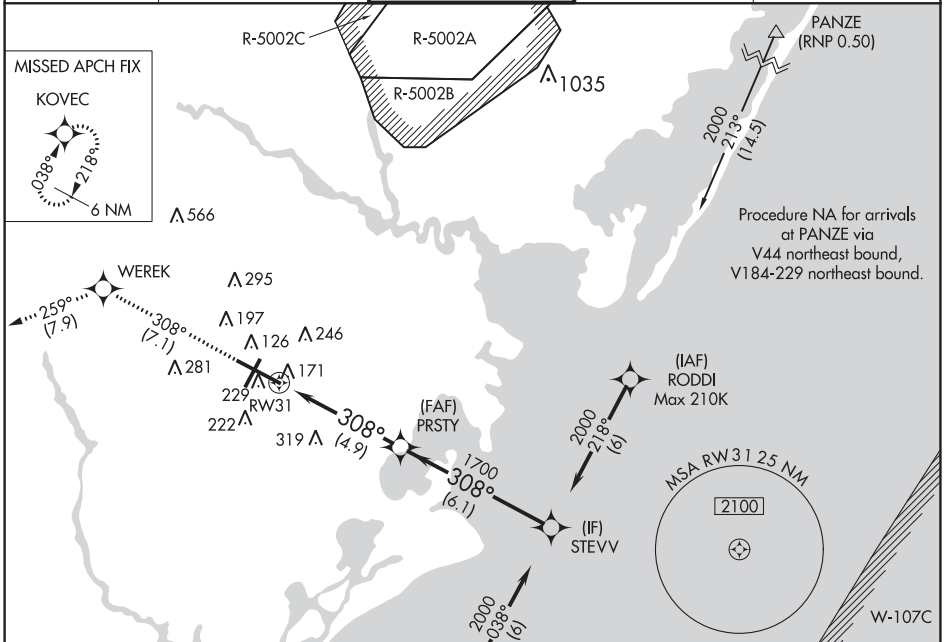 R-5002C
R-5002A
R-5002B
1035
PANZE
(RNP 0.50)
MISSED APCH FIX
KOVEC
038°
218°
6 NM
2000
213°
(14.5)
566
Procedure NA for arrivals
at PANZE via
V44 northeast bound,
V184-229 northeast bound.
WEREK
259°
(7.9)
308°
(7.1)
295
197
126
246
281
171
229
RW31
222
319
308°
(4.9)
(FAF)
PRSTY
(IAF)
RODDI
Max 210K
2000
218°
(6)
1700
308°
(6.1)
(IF)
STEVV
MSA RW31 25 NM
2100
2000
038°
(6)
W-107C